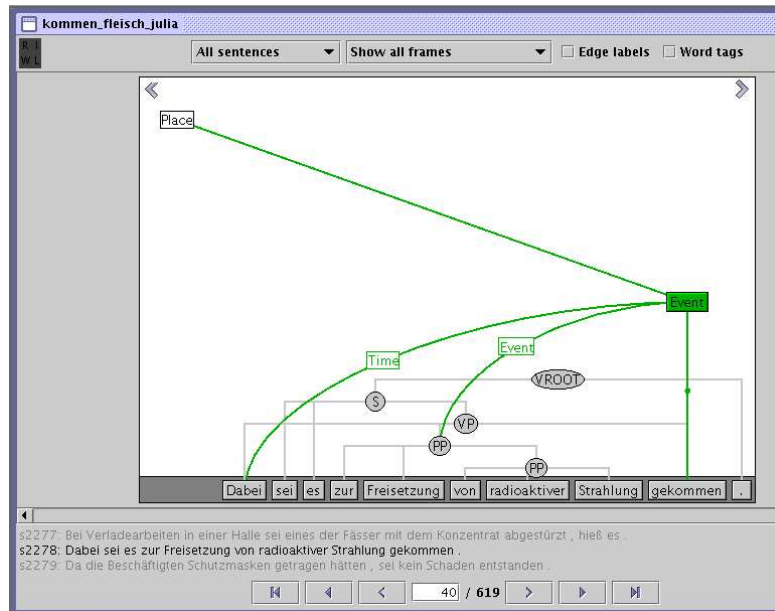 kommen_fleisch_julia
R I
W L
All sentences
Show all frames
Edge labels
Word tags
Place
Event
Time
Event
VROOT
S
VP
PP
PP
Dabei sei es zur Freisetzung von radioaktiver Strahlung gekommen .
s2277: Bei Verladearbeiten in einer Halle sei eines der Fässer mit dem Konzentrat abgestürzt , hieß es .
s2278: Dabei sei es zur Freisetzung von radioaktiver Strahlung gekommen .
s2279: Da die Beschäftigten Schutzmasken getragen hätten , sei kein Schaden entstanden .
40 / 619